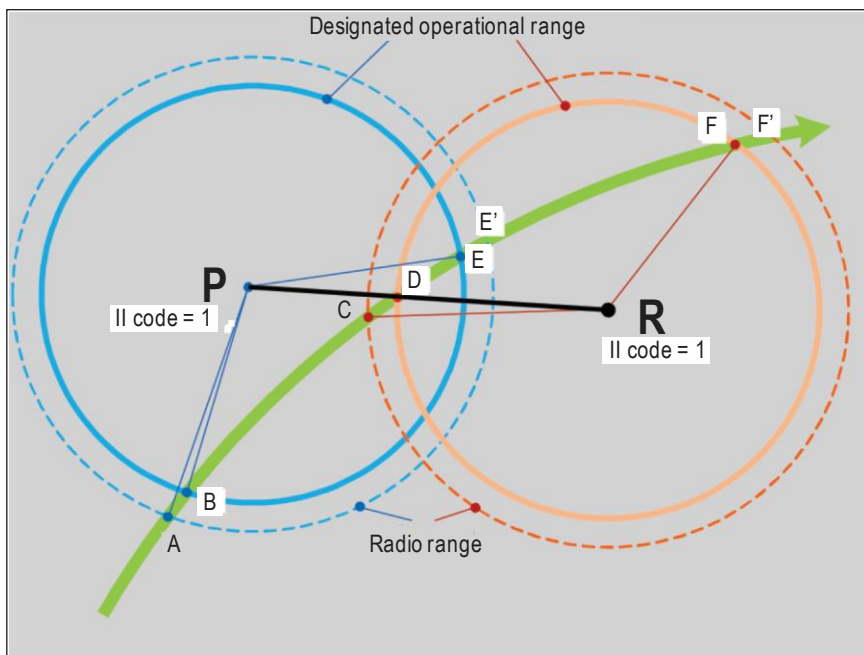 Designated operational range
F
F'
E'
E
P
D
C
II code = 1
R
II code = 1
B
A
Radio range